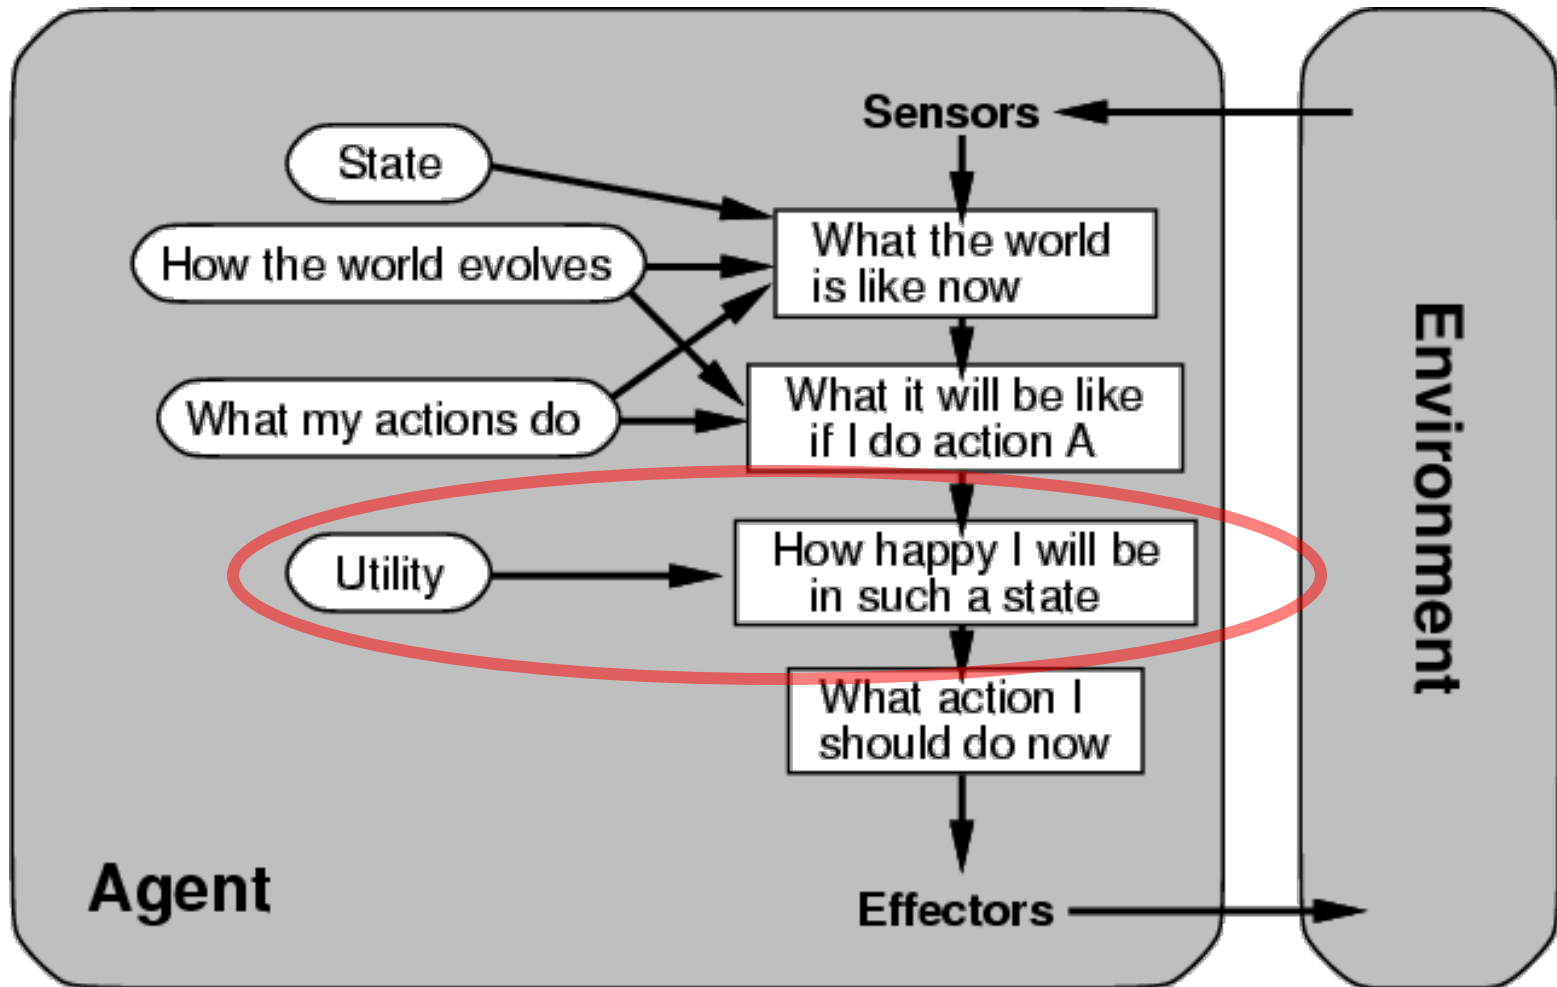 Sensors
State
What the world
is like now
How the world evolves
What my actions do
What it will be like
if I do action A
Utility
How happy I will be
in such a state
What action I
should do now
Agent
Effectors
Environment